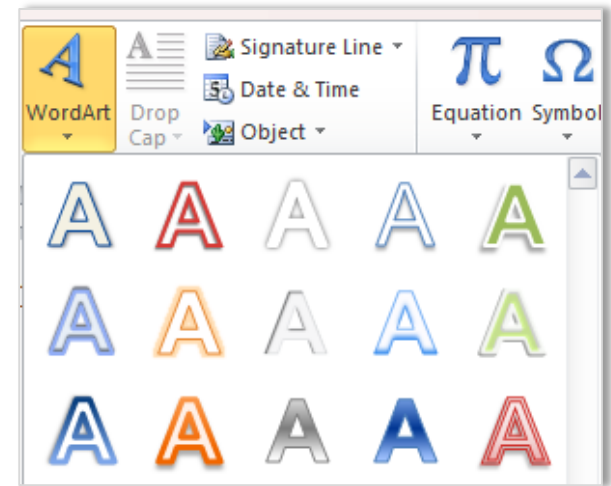 Signature Line
Date & Time
Object
WordArt
Drop
Cap
Equation
Symbol
A A A A A
A A A A A
A A A A A